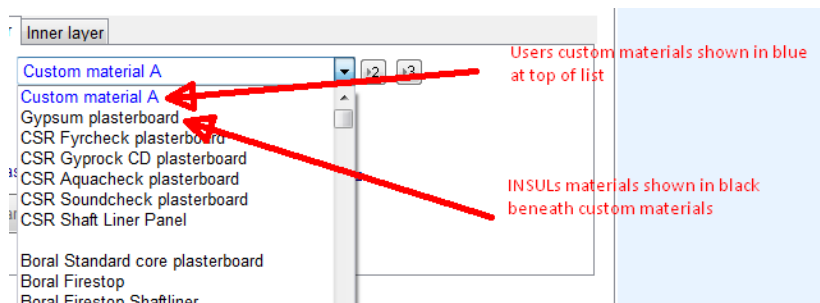 Inner layer
Custom material A
2 3
Users custom materials shown in blue
at top of list
Custom material A
Gypsum plasterboard
CSR Fyrcheck plasterboard
CSR Gyprock CD plasterboard
CSR Aquacheck plasterboard
CSR Soundcheck plasterboard
CSR Shaft Liner Panel
INSULs materials shown in black
beneath custom materials
Boral Standard core plasterboard
Boral Firestop
Boral Firestop Shaftliner